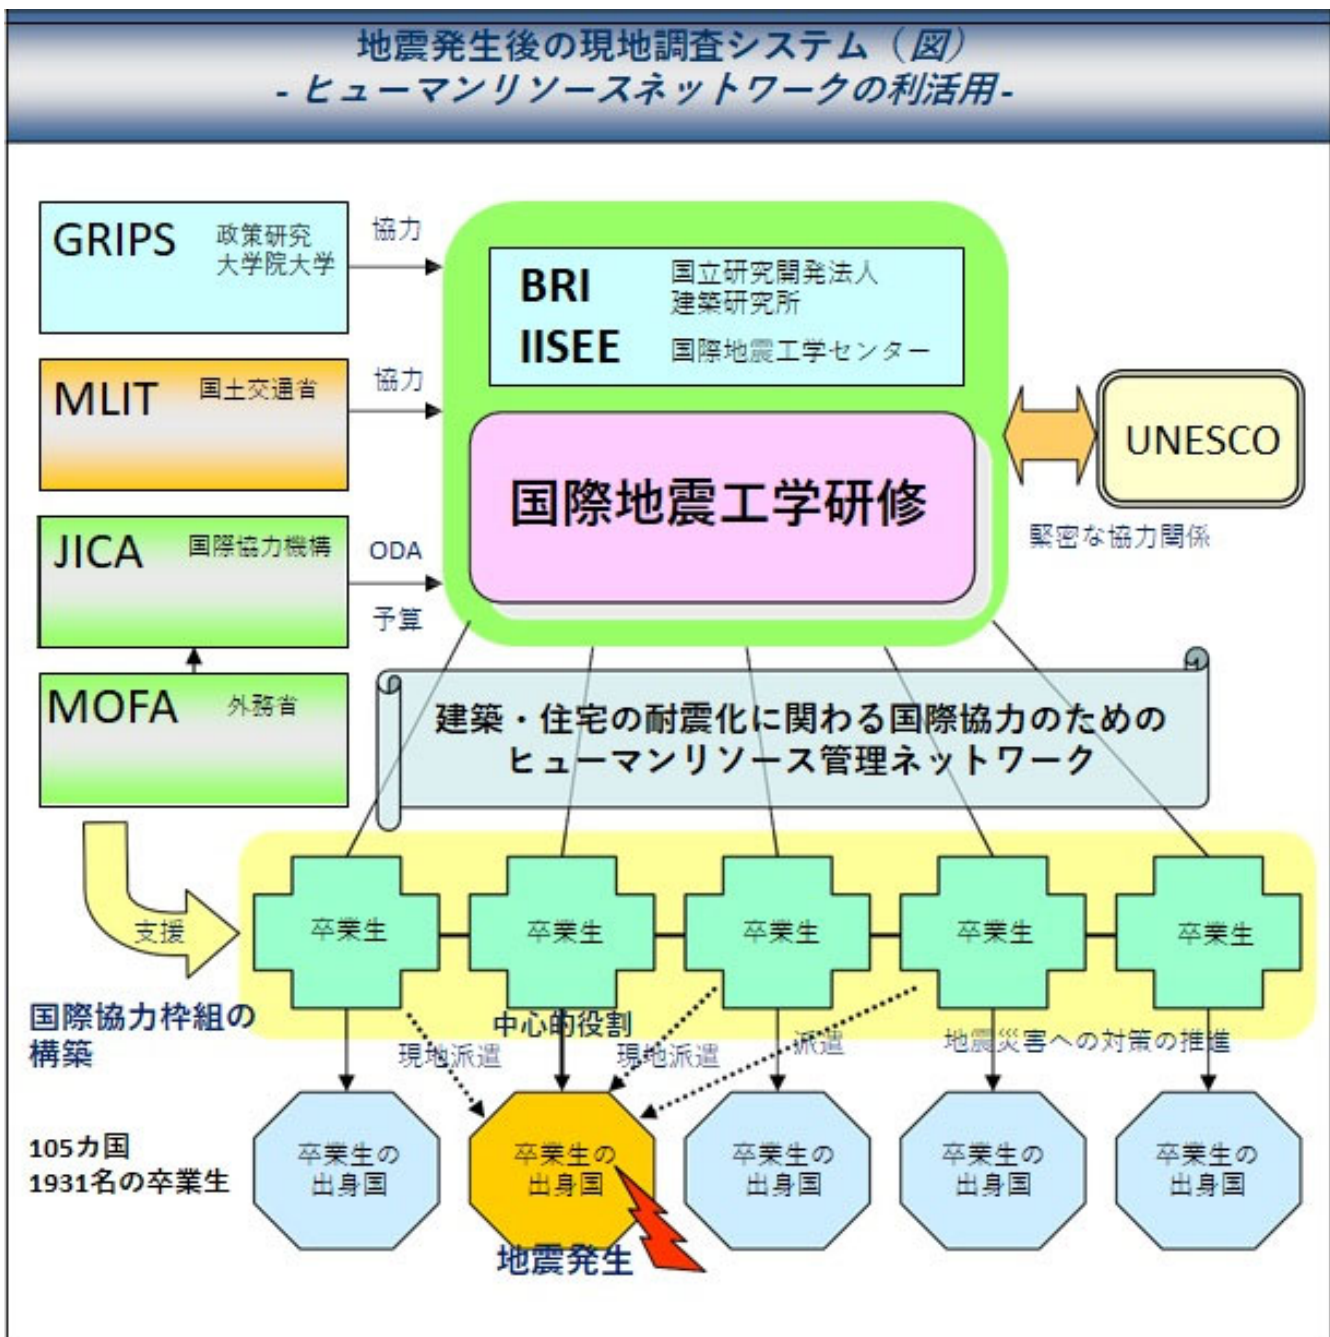 地震発生後の現地調査システム（図）
- ヒューマンリソースネットワークの利活用 -
GRIPS 政策研究
大学院大学
協力
BRI 国立研究開発法人
建築研究所
IISEE 国際地震工学センター
MLIT 国土交通省
協力
国際地震工学研修
UNESCO
緊密な協力関係
JICA 国際協力機構
ODA
予算
MOFA 外務省
建築・住宅の耐震化に関わる国際協力のための
ヒューマンリソース管理ネットワーク
支援
卒業生 卒業生 卒業生 卒業生 卒業生
国際協力枠組の
構築
中心的役割
現地派遣 現地派遣 派遣 地震災害への対策の推進
105カ国
1931名の卒業生
卒業生の
出身国
卒業生の
出身国
卒業生の
出身国
卒業生の
出身国
卒業生の
出身国
地震発生